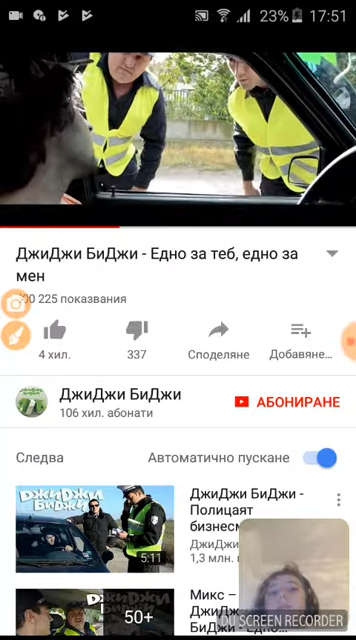 23% 17:51
ДжиДжи БиДжи - Едно за теб, едно за
мен
00 225 показвания
4 хил.
337
Споделяне
Добавяне...
ДжиДжи БиДжи
106 хил. абонати
АБОНИРАНЕ
Следва
Автоматично пускане
ДжиДжи
БиДжи
5:11
ДжиДжи БиДжи -
Полицаят
1,3 млн.
50+
Микс –
DU SCREEN RECORDER